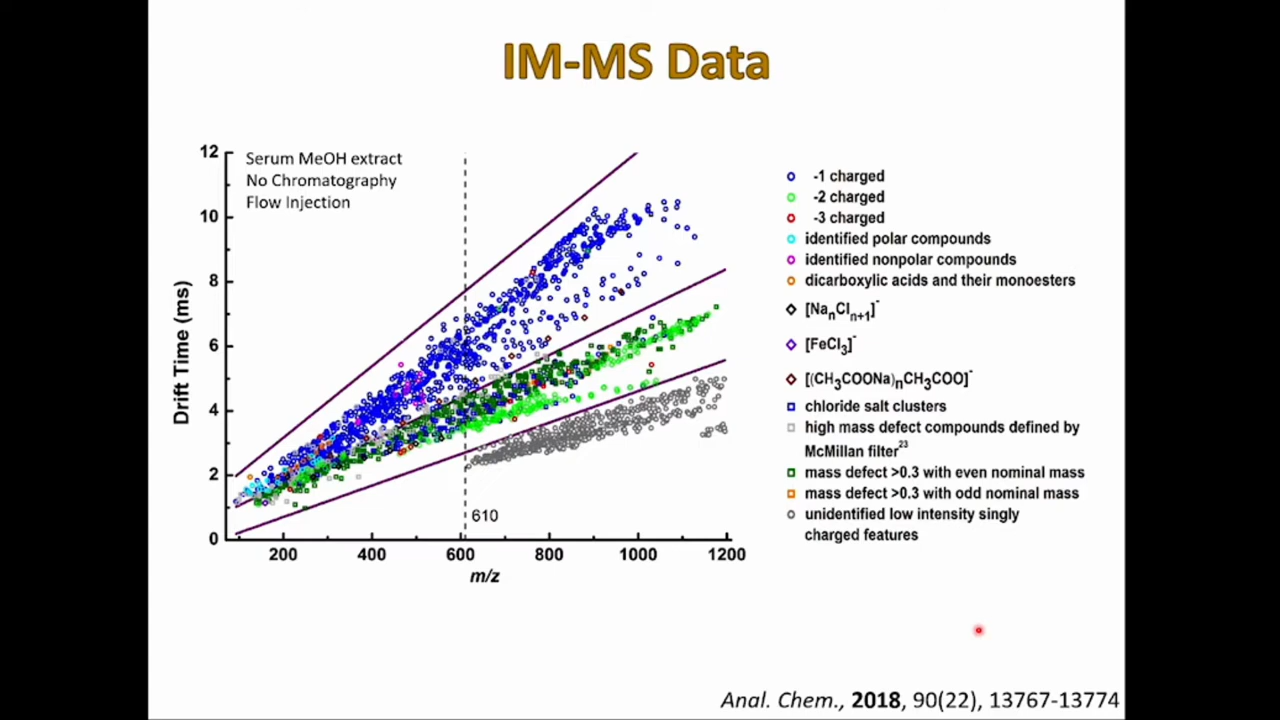 IM-MS Data
Serum MeOH extract
No Chromatography
Flow Injection
12
10
8
6
4
2
0
Drift Time (ms)
610
200
400
600
800
1000
1200
m/z
-1 charged
-2 charged
-3 charged
identified polar compounds
identified nonpolar compounds
dicarboxylic acids and their monoesters
[NaₙClₙ₊₁]⁻
[FeCl₃]⁻
[(CH₃COONa)ₙCH₃COO]⁻
chloride salt clusters
high mass defect compounds defined by
McMillan filter²³
mass defect >0.3 with even nominal mass
mass defect >0.3 with odd nominal mass
unidentified low intensity singly
charged features
Anal. Chem., 2018, 90(22), 13767-13774